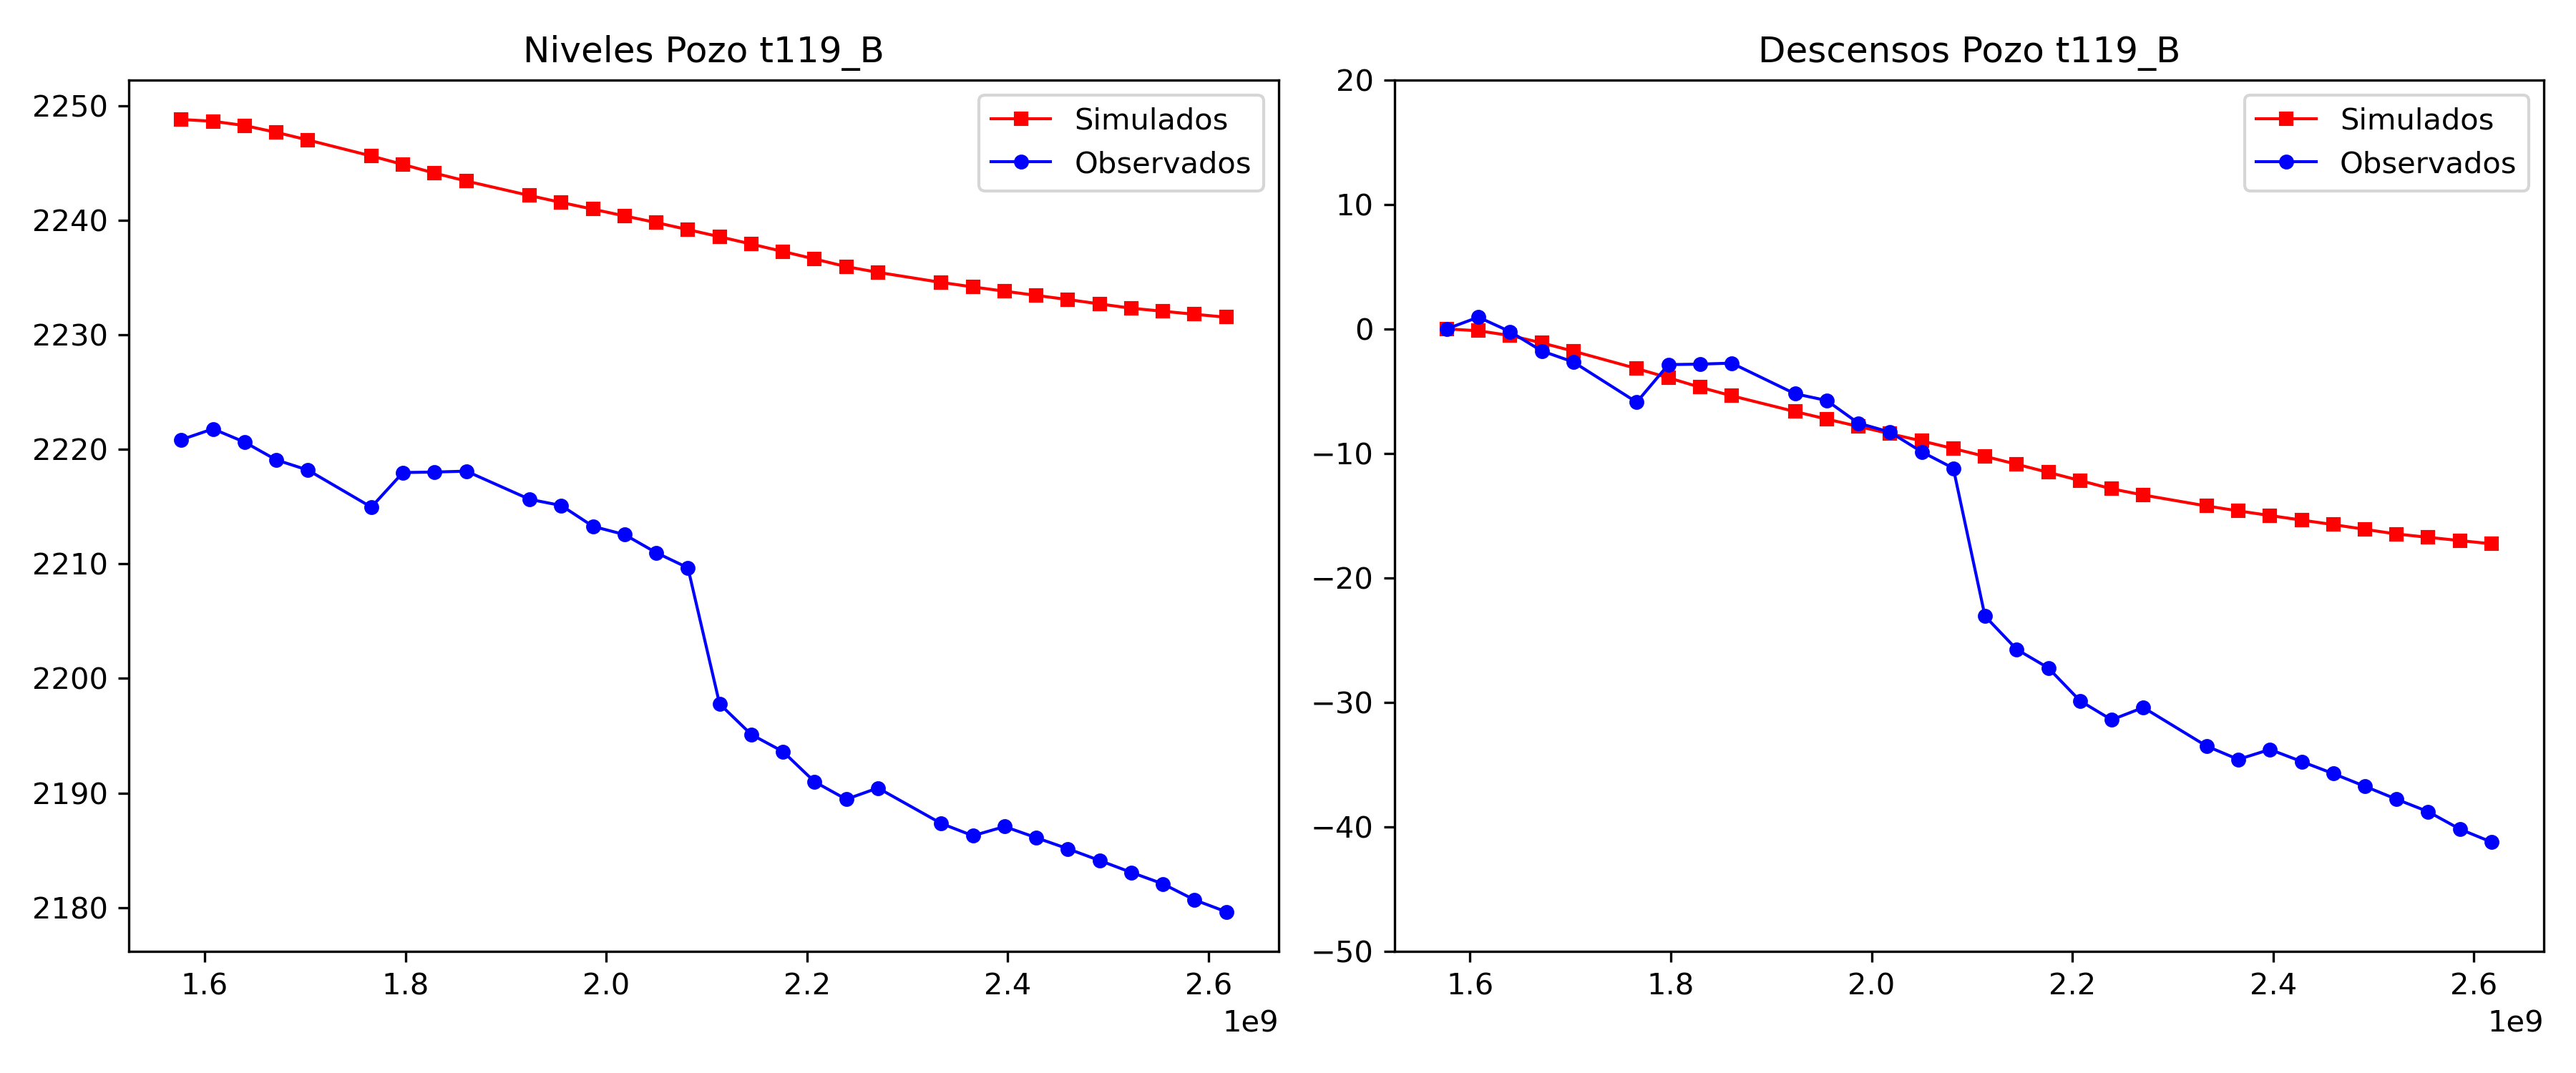 Niveles Pozo t119_B
2250
2240
2230
2220
2210
2200
2190
2180
1.6 1.8 2.0 2.2 2.4 2.6
1e9
Simulados
Observados
Descensos Pozo t119_B
20
10
0
−10
−20
−30
−40
−50
1.6 1.8 2.0 2.2 2.4 2.6
1e9
Simulados
Observados